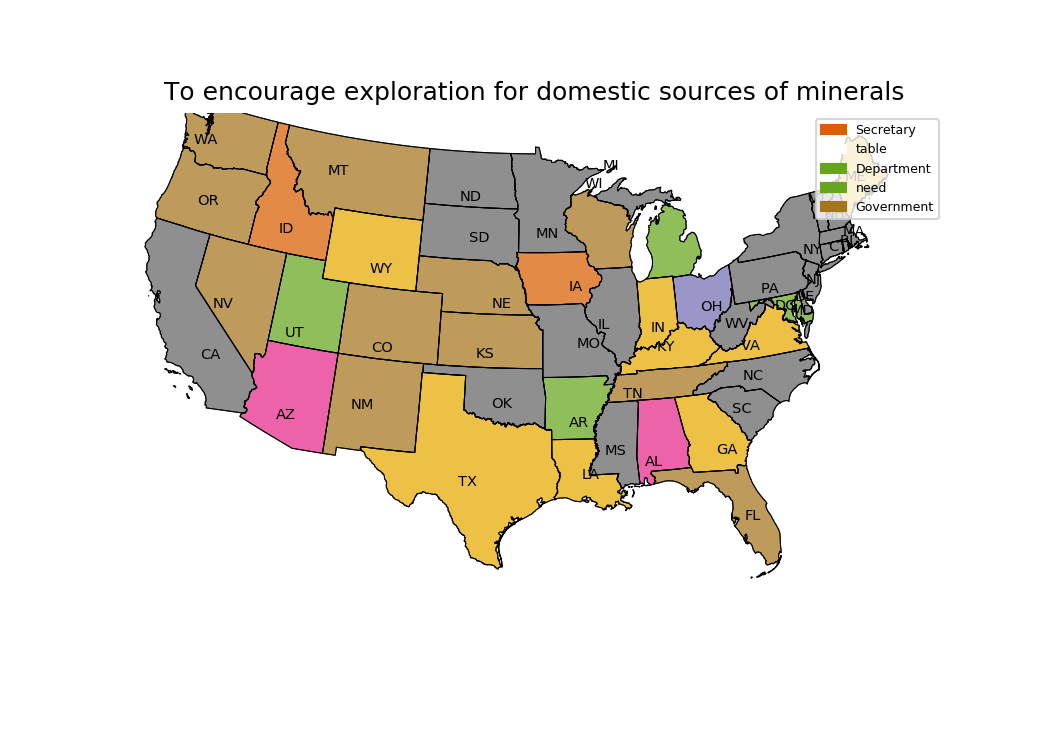 To encourage exploration for domestic sources of minerals
Secretary
table
Department
need
Government
WA
MT
ND
MI
WI
ME
OR
ID
SD
MN
NY
MA
RI
CT
WY
IA
PA
NJ
NV
NE
OH
DE
MD
DC
UT
IL
IN
WV
CA
CO
KS
MO
KY
VA
NM
OK
TN
NC
AZ
AR
SC
TX
LA
MS
AL
GA
FL